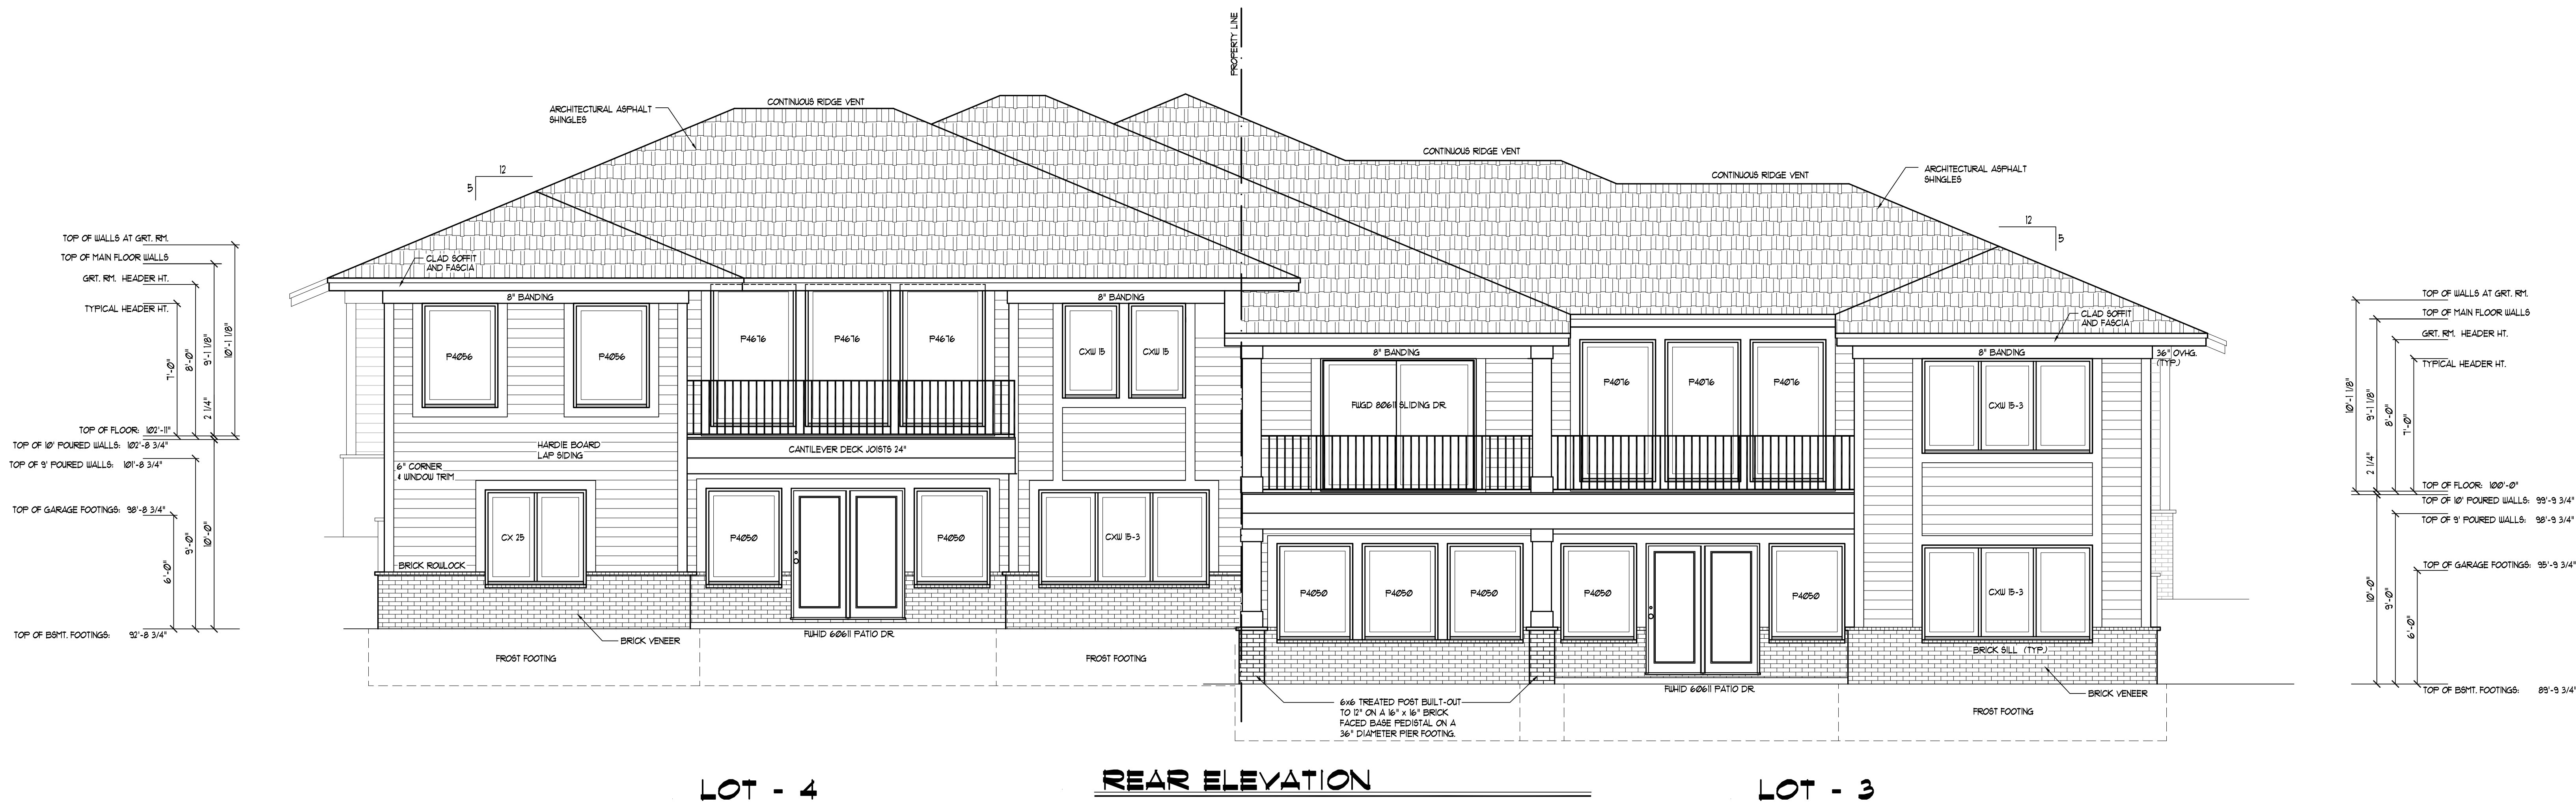 PROPERTY LINE
CONTINUOUS RIDGE VENT
ARCHITECTURAL ASPHALT
SHINGLES
12
5
CONTINUOUS RIDGE VENT
CONTINUOUS RIDGE VENT
ARCHITECTURAL ASPHALT
SHINGLES
12
5
TOP OF WALLS AT GRT. RM.
TOP OF MAIN FLOOR WALLS
GRT. RM. HEADER HT.
TYPICAL HEADER HT.
7'-0"
8'-0"
9'-1 1/8"
10'-1 1/8"
2 1/4"
TOP OF FLOOR: 102'-11"
TOP OF 10' POURED WALLS: 102'-8 3/4"
TOP OF 9' POURED WALLS: 101'-8 3/4"
TOP OF GARAGE FOOTINGS: 98'-8 3/4"
6'-0"
9'-0"
10'-0"
TOP OF BSMT. FOOTINGS: 92'-8 3/4"
CLAD SOFFIT
AND FASCIA
8" BANDING
P4056
P4056
P4676
P4676
P4676
8" BANDING
CXW 15
CXW 15
HARDIE BOARD
LAP SIDING
CANTILEVER DECK JOISTS 24"
6" CORNER
& WINDOW TRIM
CX 25
P4050
P4050
CXW 15-3
BRICK ROWLOCK
BRICK VENEER
FWHID 60611 PATIO DR.
FROST FOOTING
FROST FOOTING
8" BANDING
FWGD 80611 SLIDING DR.
P4076
P4076
P4076
CLAD SOFFIT
AND FASCIA
8" BANDING
36" OVHG.
(TYP.)
CXW 15-3
P4050
P4050
P4050
P4050
P4050
CXW 15-3
BRICK SILL (TYP.)
FWHID 60611 PATIO DR.
BRICK VENEER
6x6 TREATED POST BUILT-OUT
TO 12" ON A 16" x 16" BRICK
FACED BASE PEDISTAL ON A
36" DIAMETER PIER FOOTING.
FROST FOOTING
TOP OF WALLS AT GRT. RM.
TOP OF MAIN FLOOR WALLS
GRT. RM. HEADER HT.
TYPICAL HEADER HT.
10'-1 1/8"
9'-1 1/8"
8'-0"
7'-0"
2 1/4"
TOP OF FLOOR: 100'-0"
TOP OF 10' POURED WALLS: 99'-9 3/4"
TOP OF 9' POURED WALLS: 98'-9 3/4"
TOP OF GARAGE FOOTINGS: 95'-9 3/4"
10'-0"
9'-0"
6'-0"
TOP OF BSMT. FOOTINGS: 89'-9 3/4"
LOT - 4
REAR ELEVATION
LOT - 3